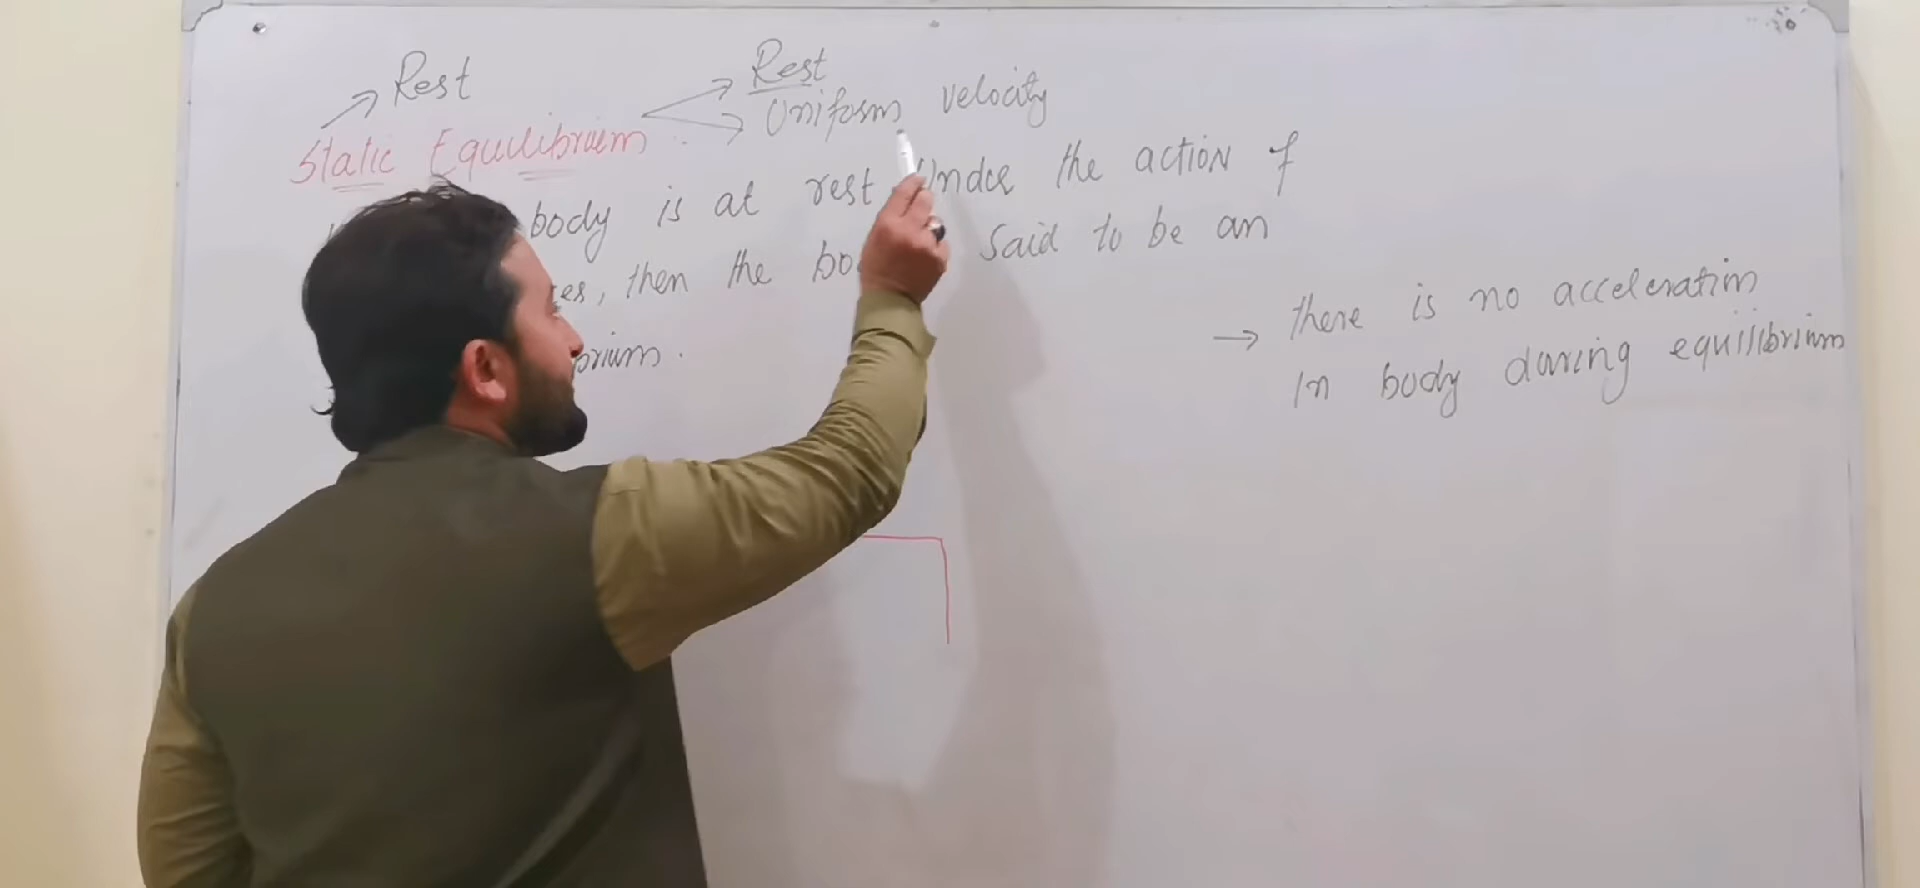 Rest
Rest
Uniform velocity
Static Equilibrium :
body is at rest Under the action of
then the said to be an
there is no acceleration
In body during equilibrium